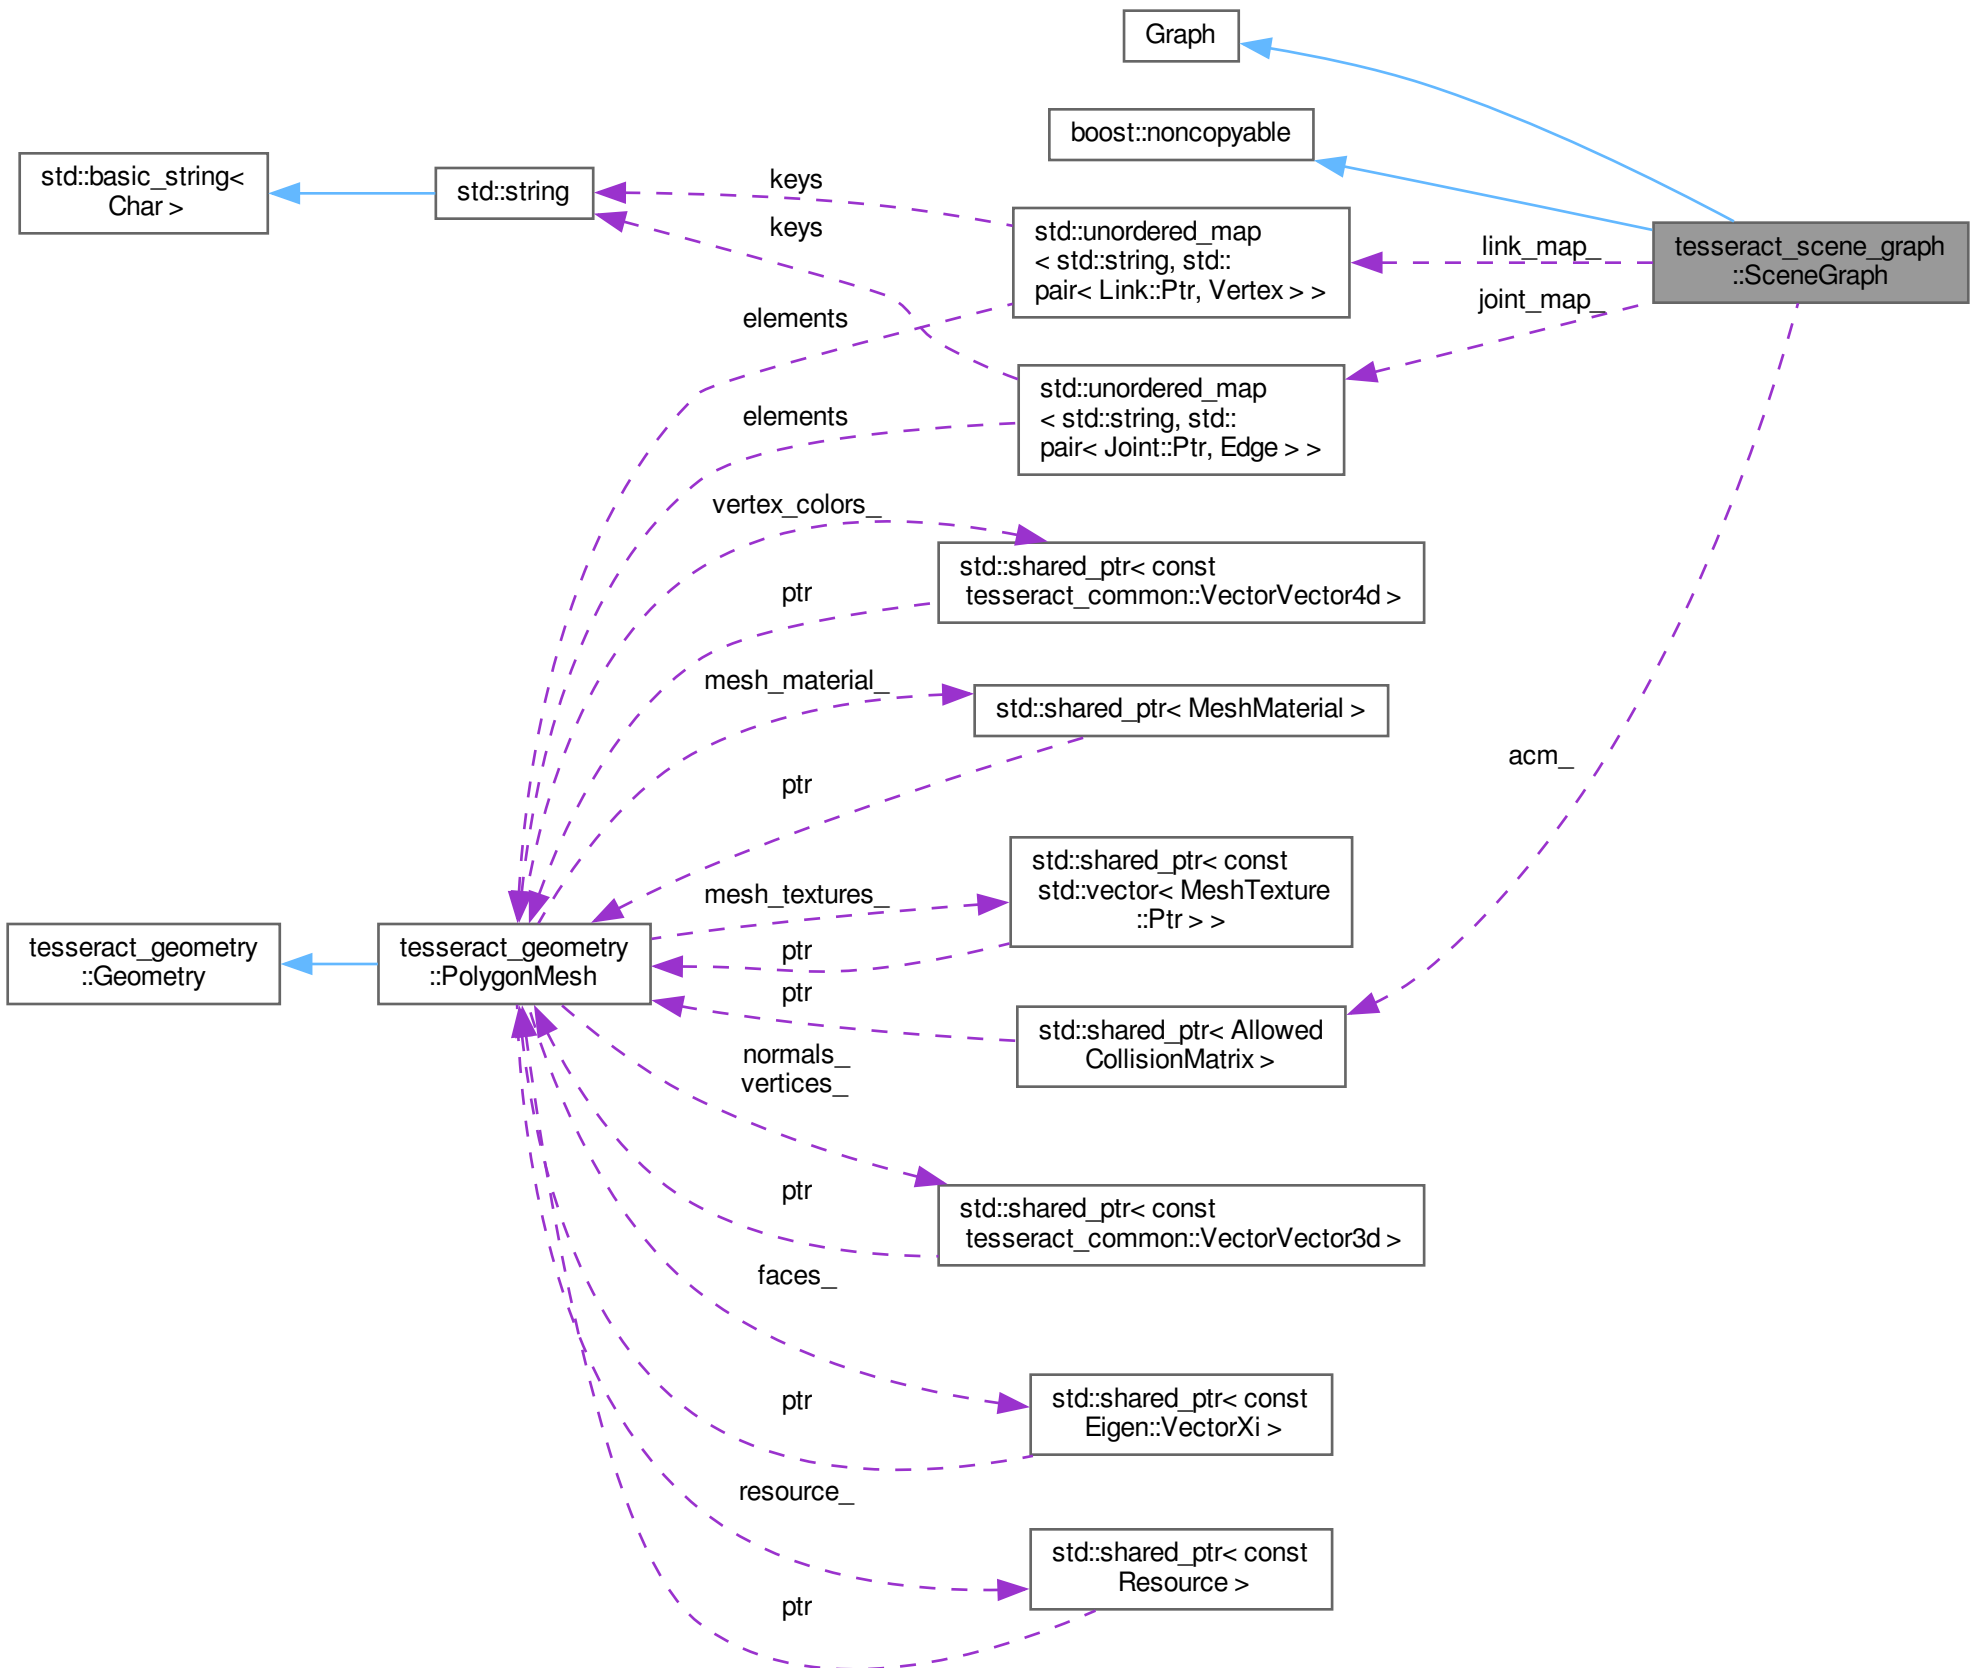 Graph
boost::noncopyable
std::basic_string<
Char >
std::string
keys
keys
std::unordered_map
< std::string, std::
pair< Link::Ptr, Vertex > >
link_map_
joint_map_
tesseract_scene_graph
::SceneGraph
elements
elements
std::unordered_map
< std::string, std::
pair< Joint::Ptr, Edge > >
vertex_colors_
std::shared_ptr< const
tesseract_common::VectorVector4d >
ptr
mesh_material_
std::shared_ptr< MeshMaterial >
ptr
acm_
mesh_textures_
std::shared_ptr< const
std::vector< MeshTexture
::Ptr > >
ptr
tesseract_geometry
::Geometry
tesseract_geometry
::PolygonMesh
ptr
std::shared_ptr< Allowed
CollisionMatrix >
normals_
vertices_
ptr
std::shared_ptr< const
tesseract_common::VectorVector3d >
faces_
std::shared_ptr< const
Eigen::VectorXi >
ptr
resource_
std::shared_ptr< const
Resource >
ptr